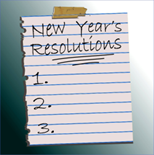 New Year's
Resolutions
1.
2.
3.